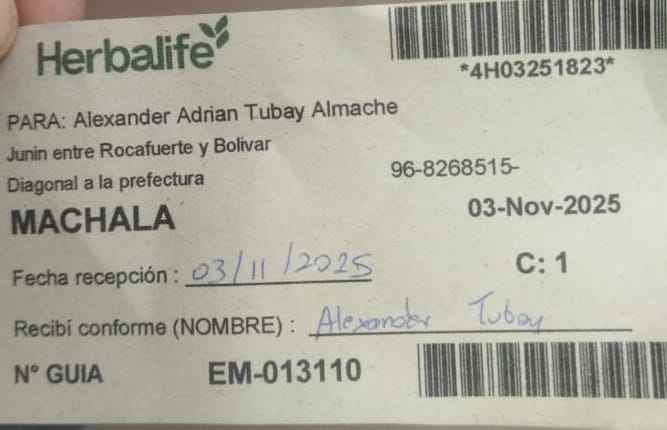 Herbalife
*4H03251823*
PARA: Alexander Adrian Tubay Almache
Junin entre Rocafuerte y Bolivar
Diagonal a la prefectura
96-8268515-
MACHALA
03-Nov-2025
Fecha recepción : 03/11/2025
C: 1
Recibí conforme (NOMBRE) : Alexander Tubay
N° GUIA EM-013110